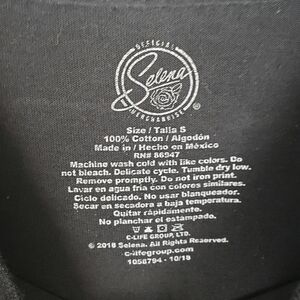 OFFICIAL
Selena
®
MERCHANDISE
Size / Talla S
100% Cotton / Algodón
Made in / Hecho en México
RN# 86947
Machine wash cold with like colors. Do
not bleach. Delicate cycle. Tumble dry low.
Remove promptly. Do not iron print.
Lavar en agua fría con colores similares.
Ciclo delicado. No usar blanqueador.
Secar en secadora a baja temperatura.
Quitar rápidamente.
No planchar el estampado.
C-LIFE GROUP, LTD.
© 2018 Selena. All Rights Reserved.
c-lifegroup.com
1058794 - 10/18